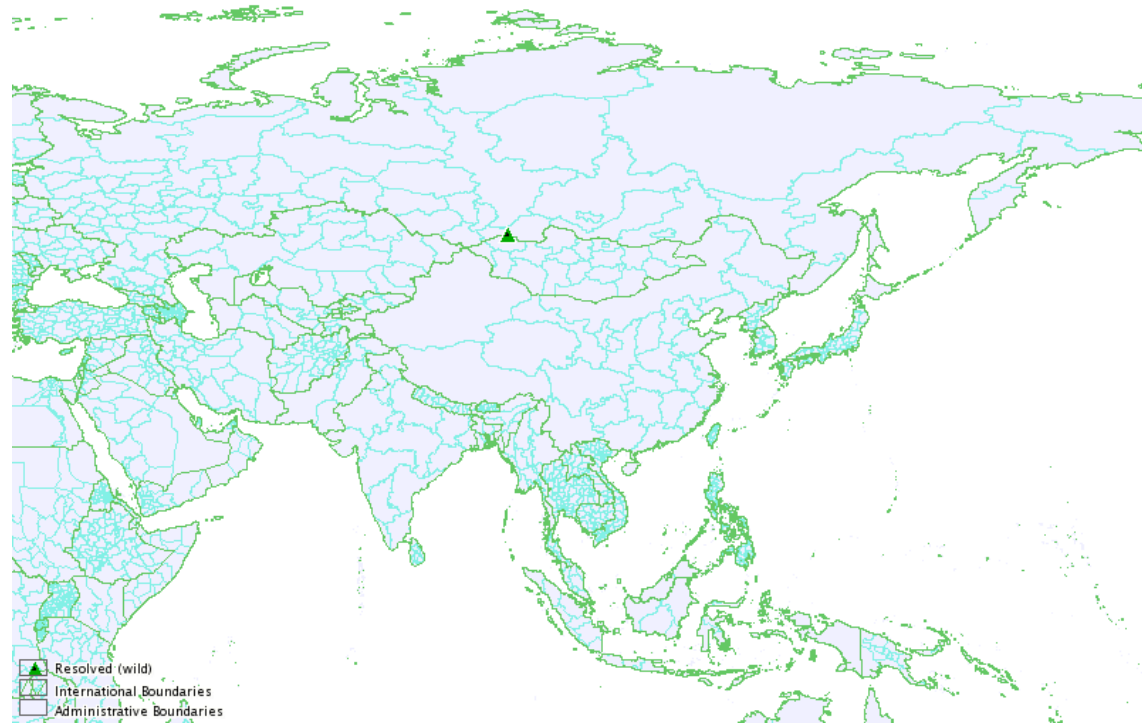 Resolved (wild)
International Boundaries
Administrative Boundaries